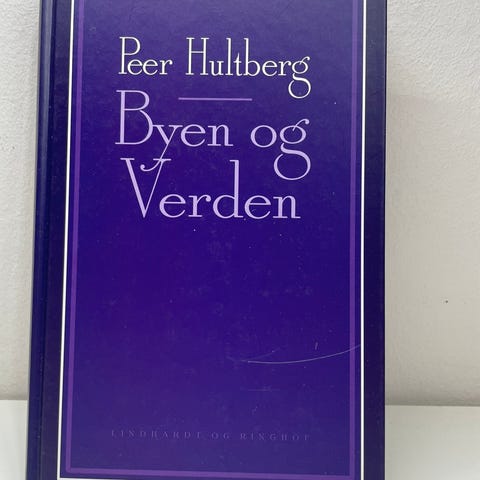 Peer Hultberg
Byen og
Verden
LINDHARDT OG RINGHOF